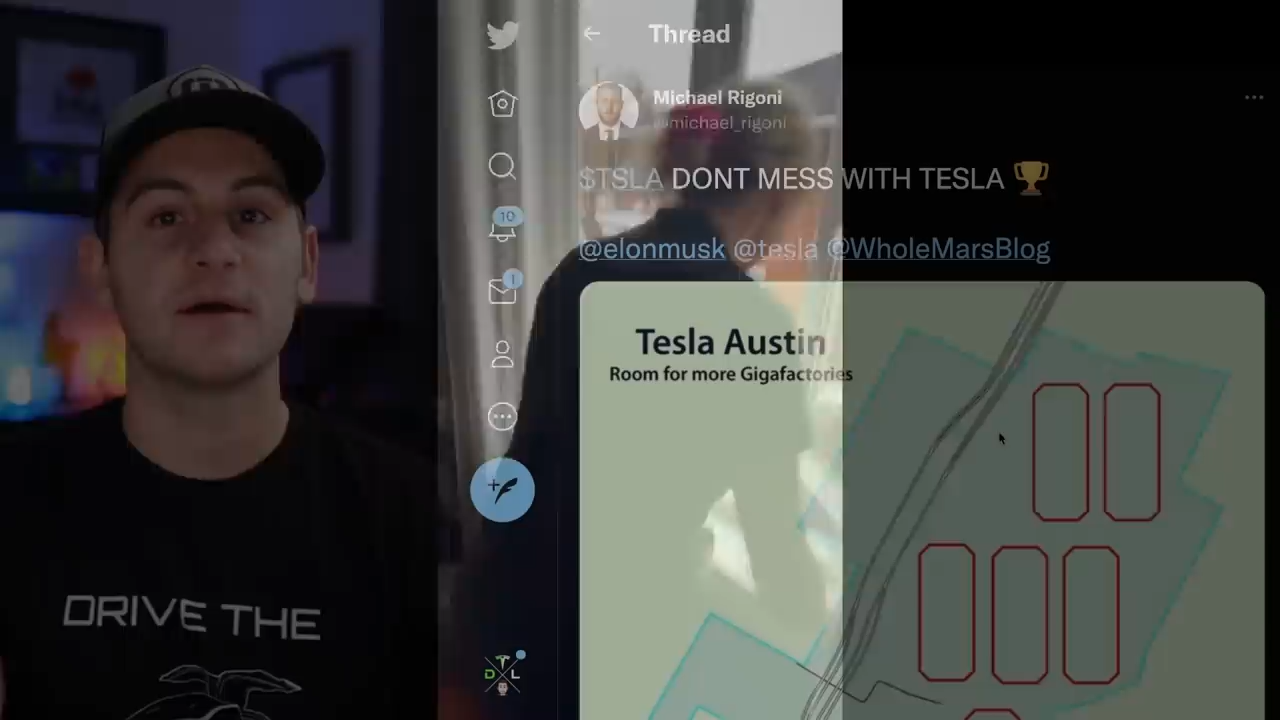 Thread
Michael Rigoni
@michael_rigoni
$TSLA DONT MESS WITH TESLA 🏆
@elonmusk @tesla @WholeMarsBlog
Tesla Austin
Room for more Gigafactories
10
1
DRIVE THE
D L